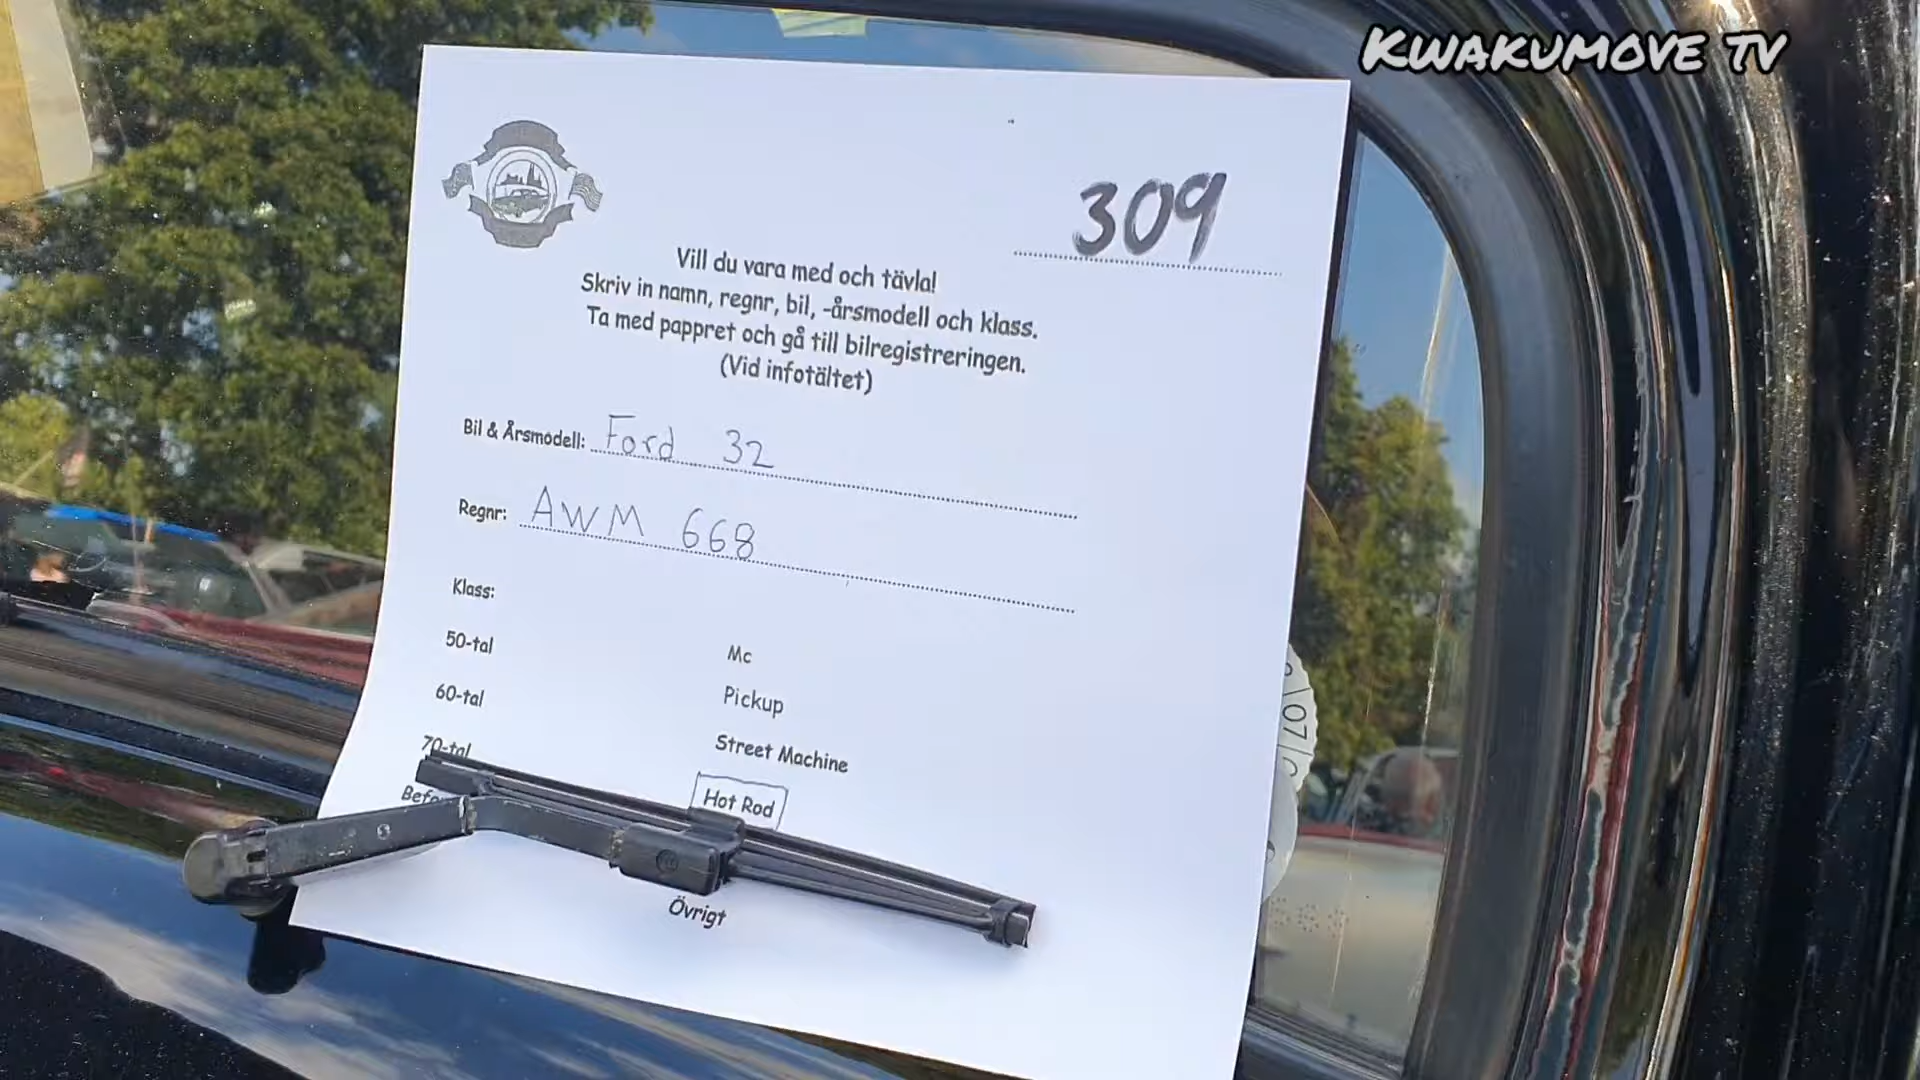 KWAKUMOVE TV
309
Vill du vara med och tävla!
Skriv in namn, regnr, bil, -årsmodell och klass.
Ta med pappret och gå till bilregistreringen.
(Vid infotältet)
Bil & Årsmodell: Ford 32
Regnr: AWM 668
Klass:
50-tal
Mc
60-tal
Pickup
70-tal
Street Machine
Hot Rod
Övrigt